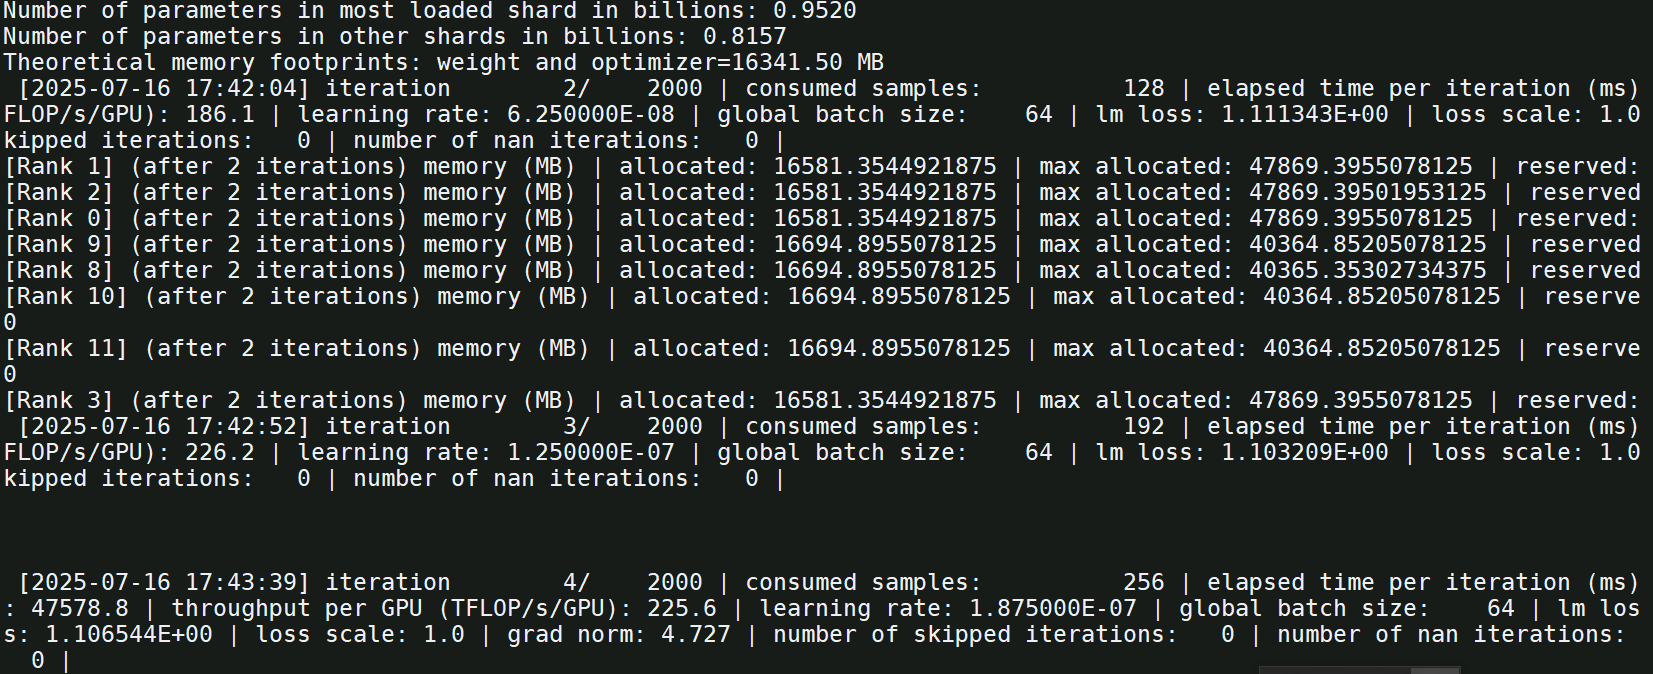 Number of parameters in most loaded shard in billions: 0.9520
Number of parameters in other shards in billions: 0.8157
Theoretical memory footprints: weight and optimizer=16341.50 MB
 [2025-07-16 17:42:04] iteration        2/    2000 | consumed samples:          128 | elapsed time per iteration (ms)
FLOP/s/GPU): 186.1 | learning rate: 6.250000E-08 | global batch size:    64 | lm loss: 1.111343E+00 | loss scale: 1.0
kipped iterations:   0 | number of nan iterations:   0 |
[Rank 1] (after 2 iterations) memory (MB) | allocated: 16581.3544921875 | max allocated: 47869.3955078125 | reserved:
[Rank 2] (after 2 iterations) memory (MB) | allocated: 16581.3544921875 | max allocated: 47869.39501953125 | reserved
[Rank 0] (after 2 iterations) memory (MB) | allocated: 16581.3544921875 | max allocated: 47869.3955078125 | reserved:
[Rank 9] (after 2 iterations) memory (MB) | allocated: 16694.8955078125 | max allocated: 40364.85205078125 | reserved
[Rank 8] (after 2 iterations) memory (MB) | allocated: 16694.8955078125 | max allocated: 40365.35302734375 | reserved
[Rank 10] (after 2 iterations) memory (MB) | allocated: 16694.8955078125 | max allocated: 40364.85205078125 | reserve
0
[Rank 11] (after 2 iterations) memory (MB) | allocated: 16694.8955078125 | max allocated: 40364.85205078125 | reserve
0
[Rank 3] (after 2 iterations) memory (MB) | allocated: 16581.3544921875 | max allocated: 47869.3955078125 | reserved:
 [2025-07-16 17:42:52] iteration        3/    2000 | consumed samples:          192 | elapsed time per iteration (ms)
FLOP/s/GPU): 226.2 | learning rate: 1.250000E-07 | global batch size:    64 | lm loss: 1.103209E+00 | loss scale: 1.0
kipped iterations:   0 | number of nan iterations:   0 |
 [2025-07-16 17:43:39] iteration        4/    2000 | consumed samples:          256 | elapsed time per iteration (ms)
: 47578.8 | throughput per GPU (TFLOP/s/GPU): 225.6 | learning rate: 1.875000E-07 | global batch size:    64 | lm los
s: 1.106544E+00 | loss scale: 1.0 | grad norm: 4.727 | number of skipped iterations:   0 | number of nan iterations:
  0 |